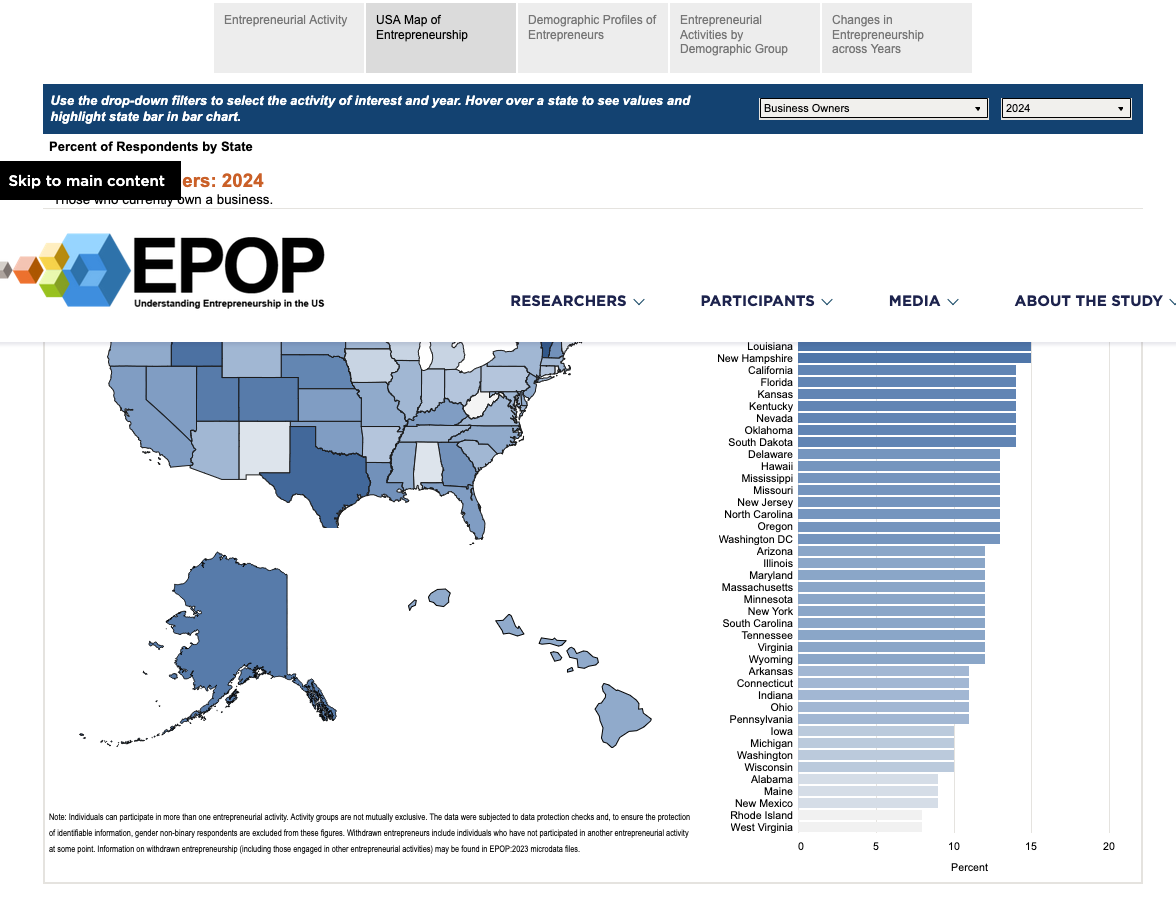 Entrepreneurial Activity
USA Map of
Entrepreneurship
Demographic Profiles of
Entrepreneurs
Entrepreneurial
Activities by
Demographic Group
Changes in
Entrepreneurship
across Years
Use the drop-down filters to select the activity of interest and year. Hover over a state to see values and
highlight state bar in bar chart.
Business Owners
2024
Percent of Respondents by State
Skip to main content
ers: 2024
Those who currently own a business.
EPOP
Understanding Entrepreneurship in the US
RESEARCHERS
PARTICIPANTS
MEDIA
ABOUT THE STUDY
Louisiana
New Hampshire
California
Florida
Kansas
Kentucky
Nevada
Oklahoma
South Dakota
Delaware
Hawaii
Mississippi
Missouri
New Jersey
North Carolina
Oregon
Washington DC
Arizona
Illinois
Maryland
Massachusetts
Minnesota
New York
South Carolina
Tennessee
Virginia
Wyoming
Arkansas
Connecticut
Indiana
Ohio
Pennsylvania
Iowa
Michigan
Washington
Wisconsin
Alabama
Maine
New Mexico
Rhode Island
West Virginia
0 5 10 15 20
Percent
Note: Individuals can participate in more than one entrepreneurial activity. Activity groups are not mutually exclusive. The data were subjected to data protection checks and, to ensure the protection
of identifiable information, gender non-binary respondents are excluded from these figures. Withdrawn entrepreneurs include individuals who have not participated in another entrepreneurial activity
at some point. Information on withdrawn entrepreneurship (including those engaged in other entrepreneurial activities) may be found in EPOP:2023 microdata files.